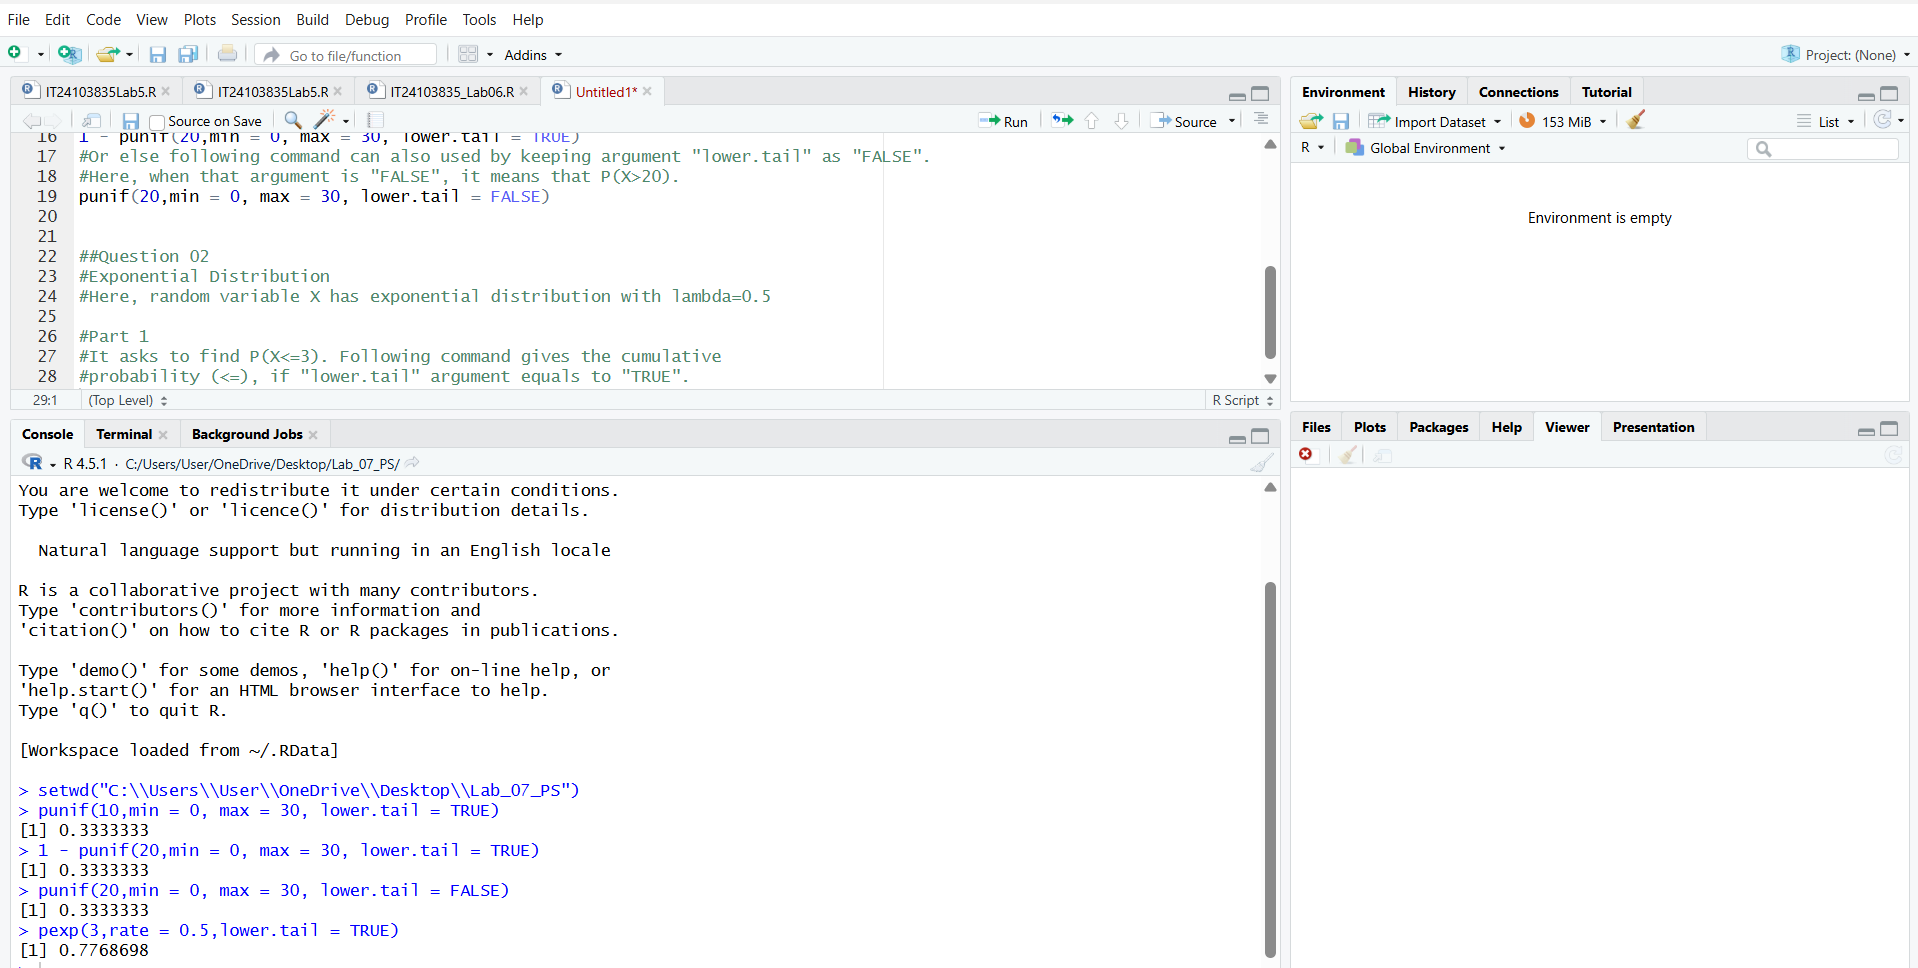 File Edit Code View Plots Session Build Debug Profile Tools Help
Go to file/function Addins Project: (None)
IT24103835Lab5.R IT24103835Lab5.R IT24103835_Lab06.R Untitled1*
Source on Save Run Source
16 1 - punif(20,min = 0, max = 30, lower.tail = TRUE)
17 #Or else following command can also used by keeping argument "lower.tail" as "FALSE".
18 #Here, when that argument is "FALSE", it means that P(X>20).
19 punif(20,min = 0, max = 30, lower.tail = FALSE)
20
21
22 ##Question 02
23 #Exponential Distribution
24 #Here, random variable X has exponential distribution with lambda=0.5
25
26 #Part 1
27 #It asks to find P(X<=3). Following command gives the cumulative
28 #probability (<=), if "lower.tail" argument equals to "TRUE".
29:1 (Top Level) R Script
Console Terminal Background Jobs
R 4.5.1 · C:/Users/User/OneDrive/Desktop/Lab_07_PS/
You are welcome to redistribute it under certain conditions.
Type 'license()' or 'licence()' for distribution details.
Natural language support but running in an English locale
R is a collaborative project with many contributors.
Type 'contributors()' for more information and
'citation()' on how to cite R or R packages in publications.
Type 'demo()' for some demos, 'help()' for on-line help, or
'help.start()' for an HTML browser interface to help.
Type 'q()' to quit R.
[Workspace loaded from ~/.RData]
> setwd("C:\\Users\\User\\OneDrive\\Desktop\\Lab_07_PS")
> punif(10,min = 0, max = 30, lower.tail = TRUE)
[1] 0.3333333
> 1 - punif(20,min = 0, max = 30, lower.tail = TRUE)
[1] 0.3333333
> punif(20,min = 0, max = 30, lower.tail = FALSE)
[1] 0.3333333
> pexp(3,rate = 0.5,lower.tail = TRUE)
[1] 0.7768698
Environment History Connections Tutorial
Import Dataset 153 MiB List
R Global Environment
Environment is empty
Files Plots Packages Help Viewer Presentation